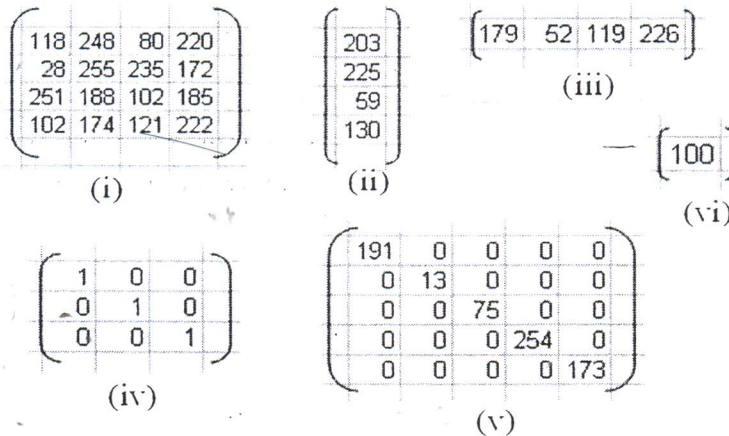 118 248 80 220
28 255 235 172
251 188 102 185
102 174 121 222
(i)
203
225
59
130
(ii)
179 52 119 226
(iii)
100
(vi)
1 0 0
0 1 0
0 0 1
(iv)
191 0 0 0 0
0 13 0 0 0
0 0 75 0 0
0 0 0 254 0
0 0 0 0 173
(v)